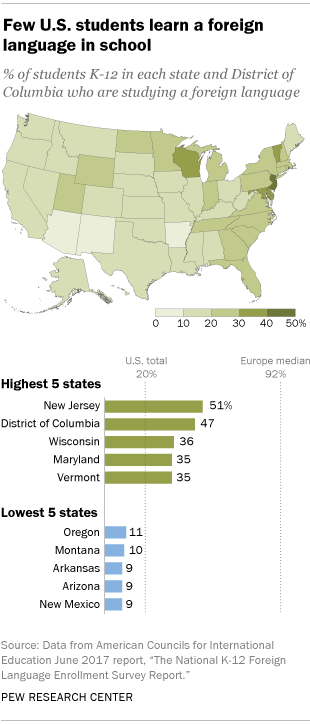 Few U.S. students learn a foreign
language in school
% of students K-12 in each state and District of
Columbia who are studying a foreign language
0 10 20 30 40 50%
U.S. total
20%
Europe median
92%
Highest 5 states
New Jersey 51%
District of Columbia 47
Wisconsin 36
Maryland 35
Vermont 35
Lowest 5 states
Oregon 11
Montana 10
Arkansas 9
Arizona 9
New Mexico 9
Source: Data from American Councils for International
Education June 2017 report, “The National K-12 Foreign
Language Enrollment Survey Report.”
PEW RESEARCH CENTER